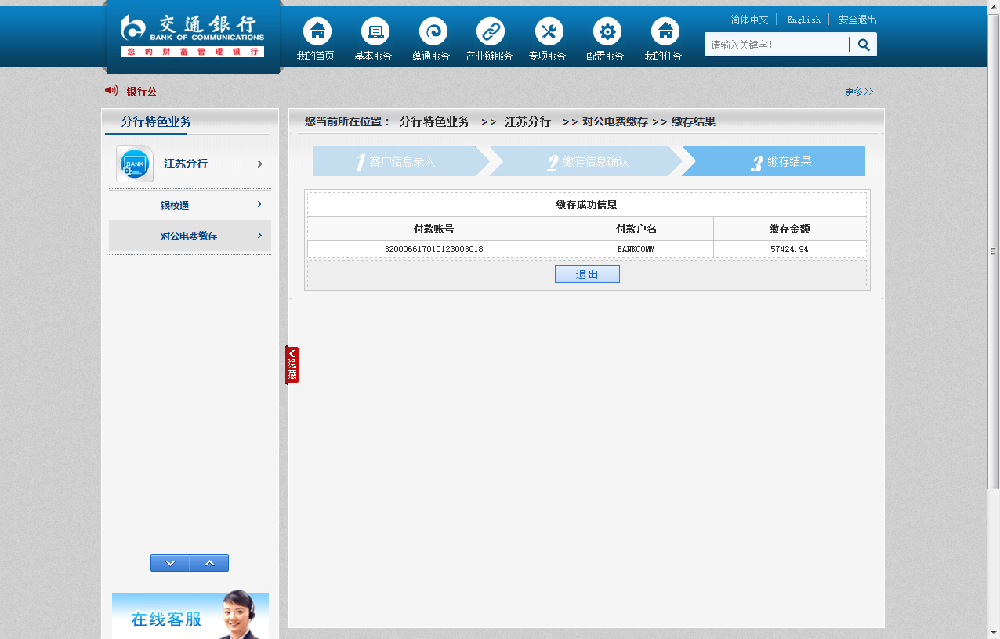 交通銀行
BANK OF COMMUNICATIONS
您的财富管理银行
我的首页 基本服务 蕴通服务 产业链服务 专项服务 配置服务 我的任务
简体中文 English 安全退出
请输入关键字!
银行公
更多>>
分行特色业务
BANK
江苏分行
银校通
对公电费缴存
您当前所在位置： 分行特色业务 >> 江苏分行 >> 对公电费缴存 >> 缴存结果
1 客户信息录入 2 缴存信息确认 3 缴存结果
缴存成功信息
付款账号 付款户名 缴存金额
320006617010123003018 BANKCOMM 57424.94
退 出
隐藏
在线客服